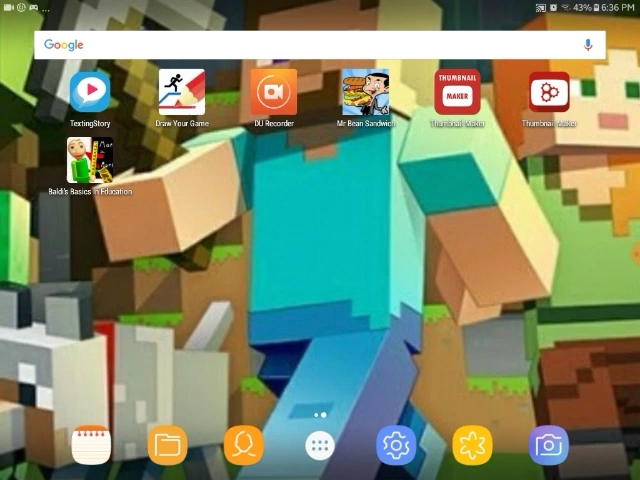 ... 43% 6:36 PM
Google
TextingStory
Draw Your Game
DU Recorder
THUMBNAIL
MAKER
Mr Bean Sandwich
Thumbnail Maker
Thumbnail Maker
Baldi's Basics in Education